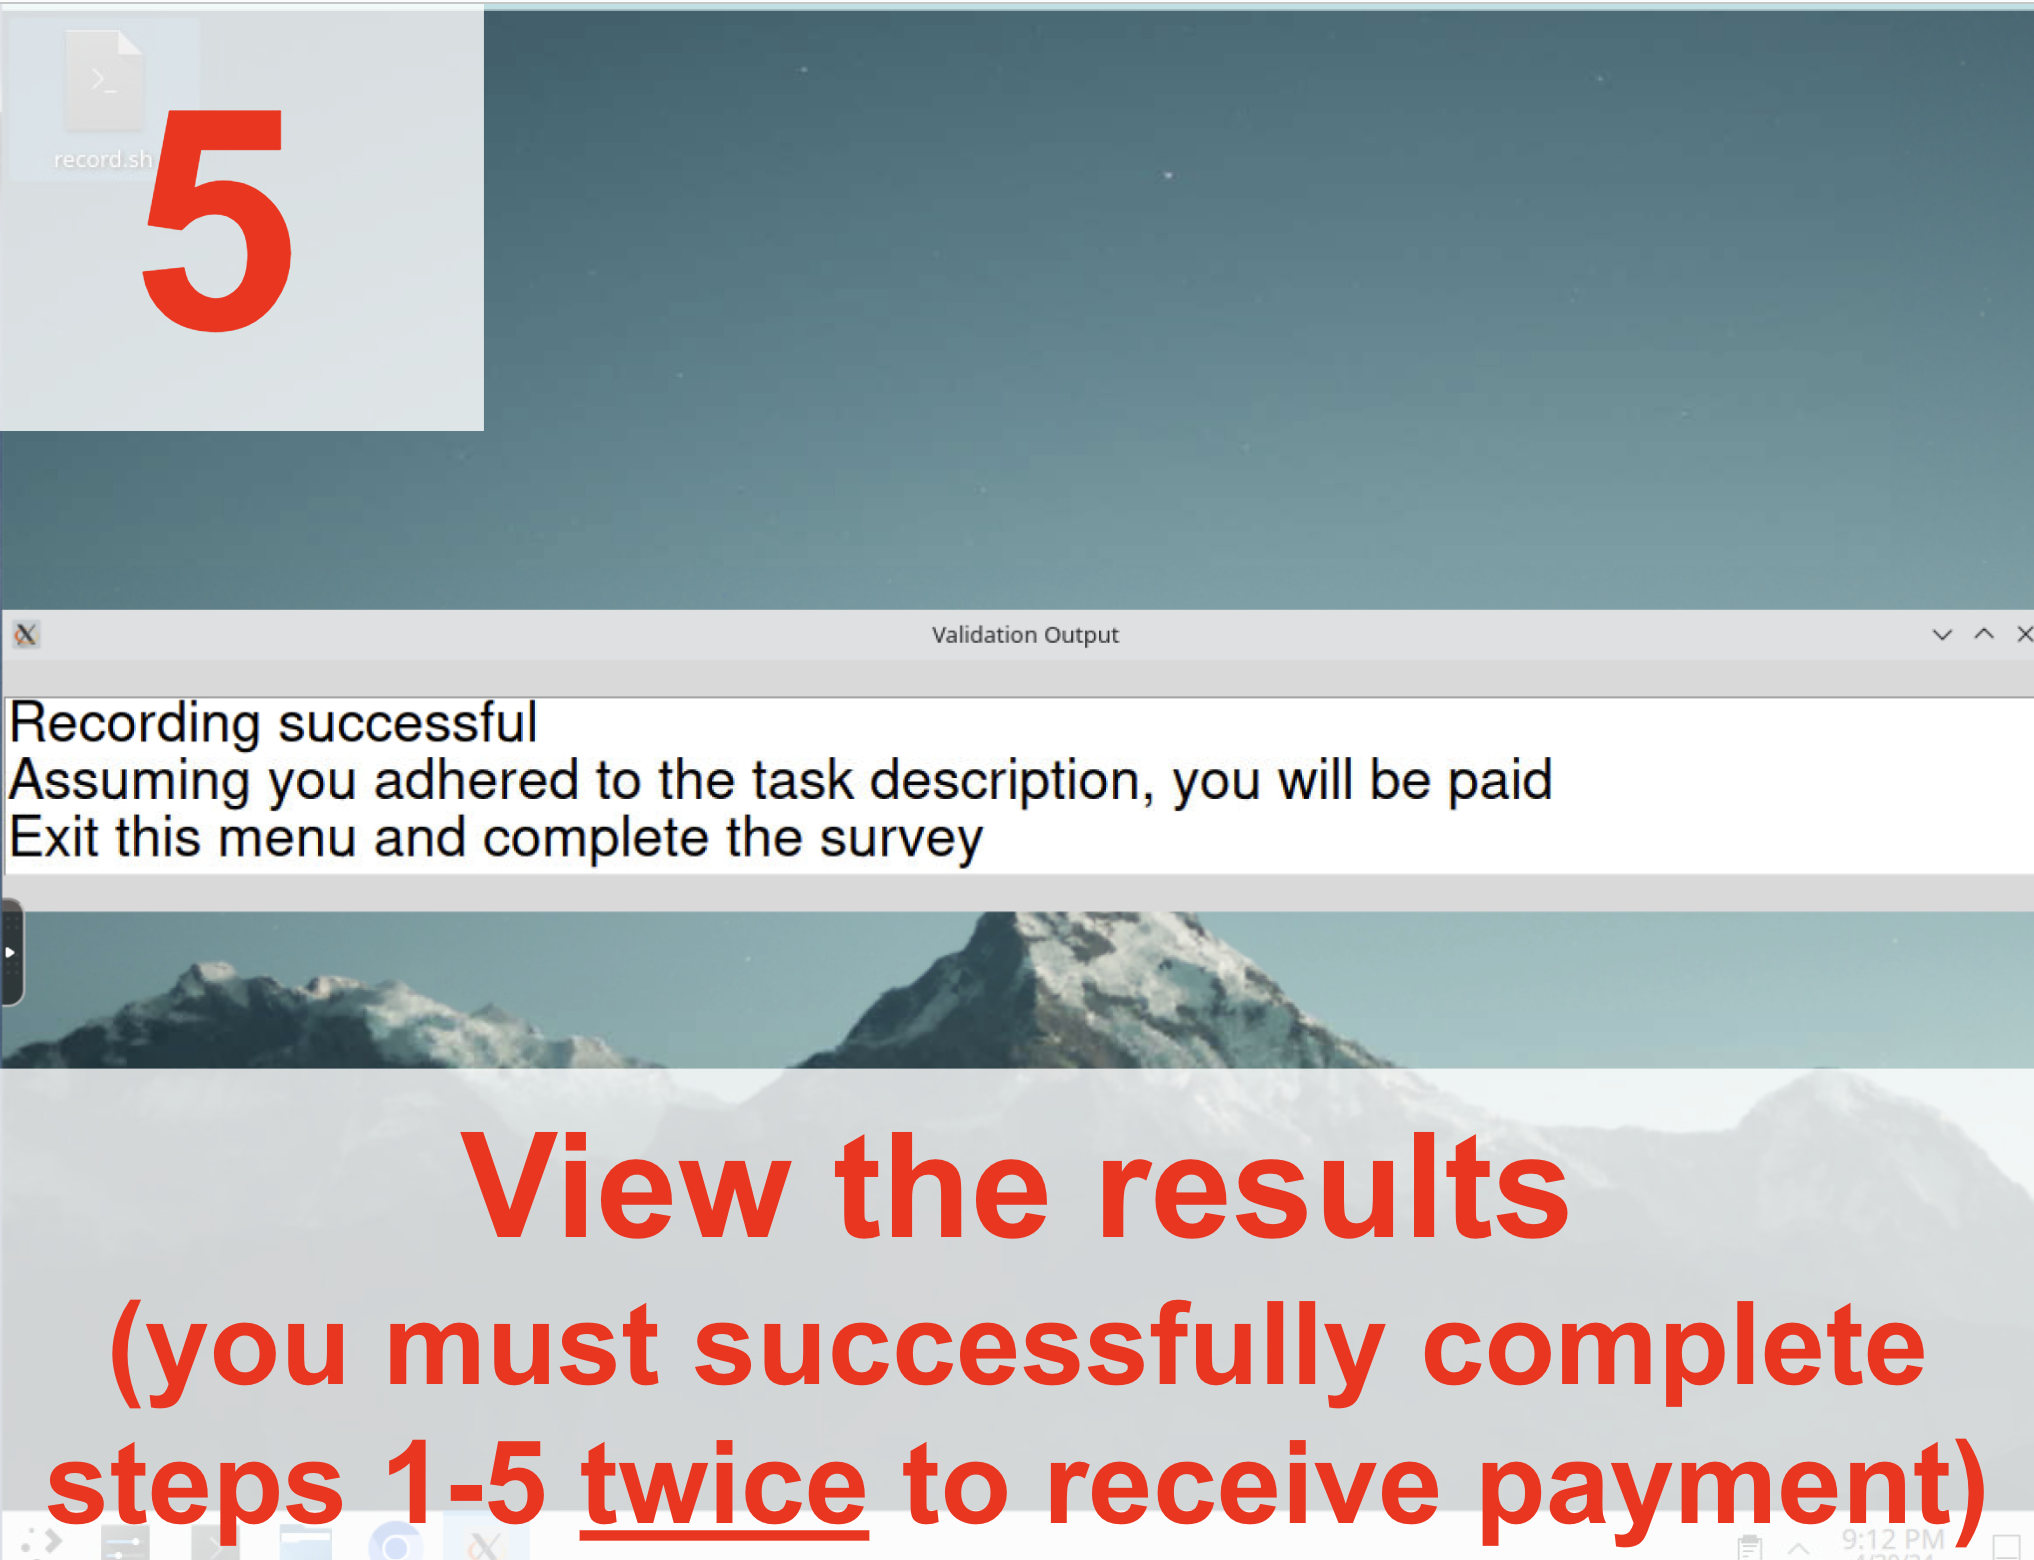 record.sh
5
Validation Output
Recording successful
Assuming you adhered to the task description, you will be paid
Exit this menu and complete the survey
View the results
(you must successfully complete
steps 1-5 twice to receive payment)
9:12 PM